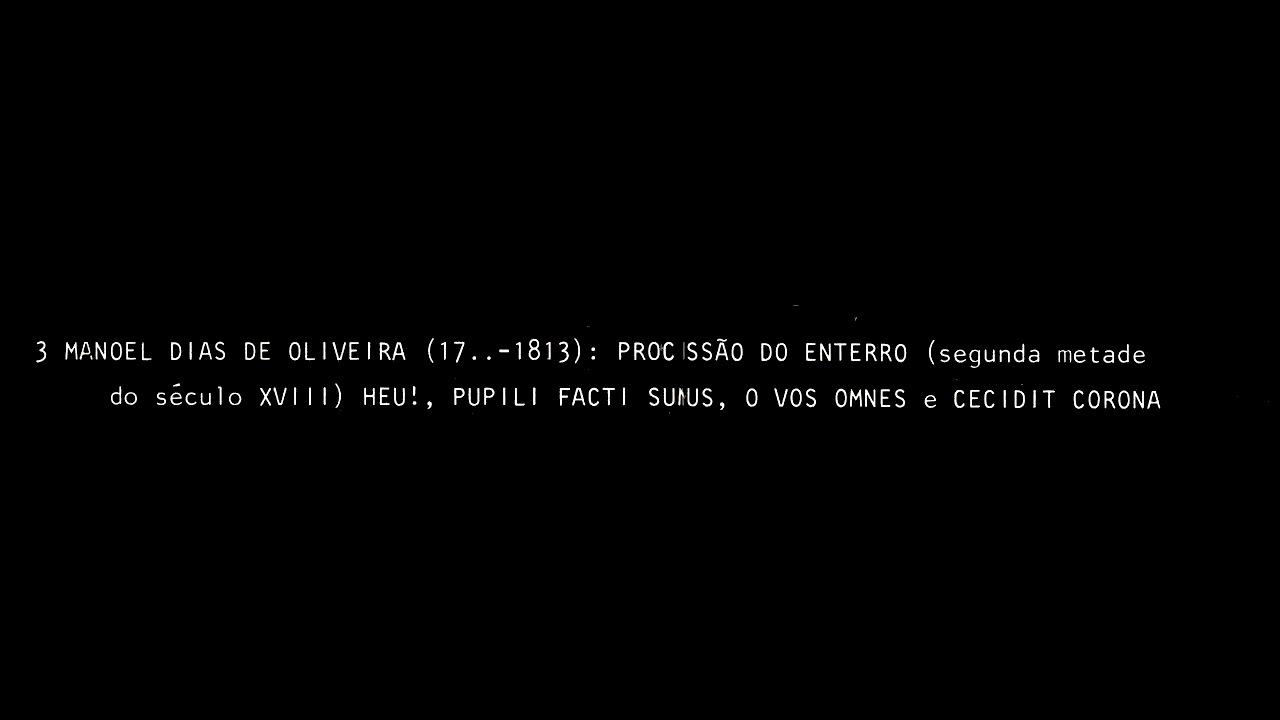 3 MANOEL DIAS DE OLIVEIRA (17..-1813): PROCISSÃO DO ENTERRO (segunda metade
do século XVIII) HEU!, PUPILI FACTI SUMUS, O VOS OMNES e CECIDIT CORONA